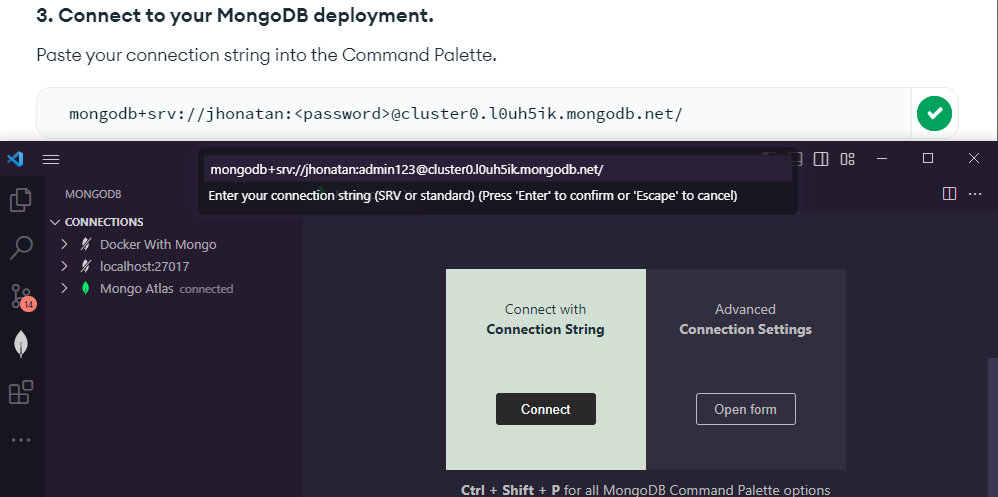 3. Connect to your MongoDB deployment.
Paste your connection string into the Command Palette.
mongodb+srv://jhonatan:<password>@cluster0.l0uh5ik.mongodb.net/
mongodb+srv://jhonatan:admin123@cluster0.l0uh5ik.mongodb.net/
Enter your connection string (SRV or standard) (Press 'Enter' to confirm or 'Escape' to cancel)
MONGODB
CONNECTIONS
Docker With Mongo
localhost:27017
Mongo Atlas connected
14
Connect with
Connection String
Connect
Advanced
Connection Settings
Open form
Ctrl + Shift + P for all MongoDB Command Palette options